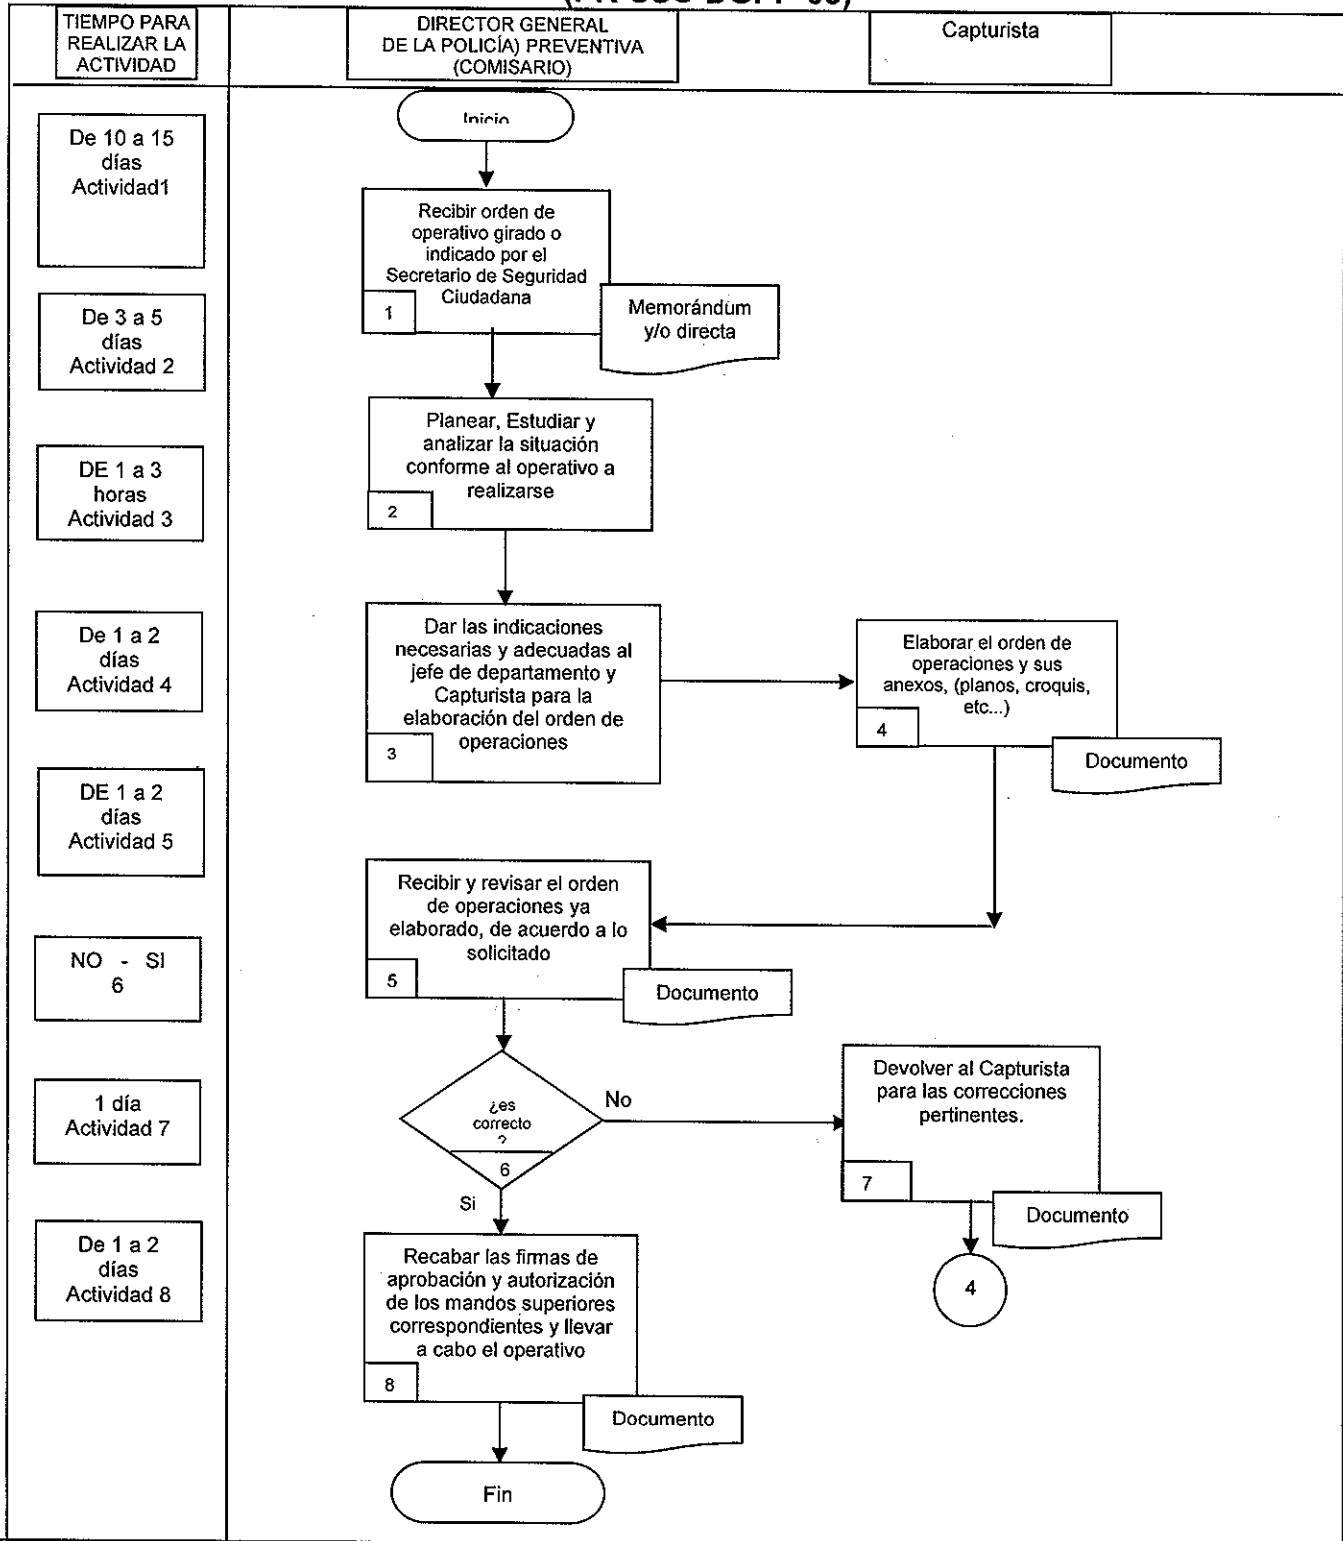 TIEMPO PARA
REALIZAR LA
ACTIVIDAD
DIRECTOR GENERAL
DE LA POLICÍA) PREVENTIVA
(COMISARIO)
Capturista
De 10 a 15
días
Actividad1
De 3 a 5
días
Actividad 2
DE 1 a 3
horas
Actividad 3
De 1 a 2
días
Actividad 4
DE 1 a 2
días
Actividad 5
NO - SI
6
1 día
Actividad 7
De 1 a 2
días
Actividad 8
Inicio
Recibir orden de
operativo girado o
indicado por el
Secretario de Seguridad
Ciudadana
1
Memorándum
y/o directa
Planear, Estudiar y
analizar la situación
conforme al operativo a
realizarse
2
Dar las indicaciones
necesarias y adecuadas al
jefe de departamento y
Capturista para la
elaboración del orden de
operaciones
3
Elaborar el orden de
operaciones y sus
anexos, (planos, croquis,
etc...)
4
Documento
Recibir y revisar el orden
de operaciones ya
elaborado, de acuerdo a lo
solicitado
5
Documento
¿es
correcto
?
6
No
Si
Devolver al Capturista
para las correcciones
pertinentes.
7
Documento
4
Recabar las firmas de
aprobación y autorización
de los mandos superiores
correspondientes y llevar
a cabo el operativo
8
Documento
Fin